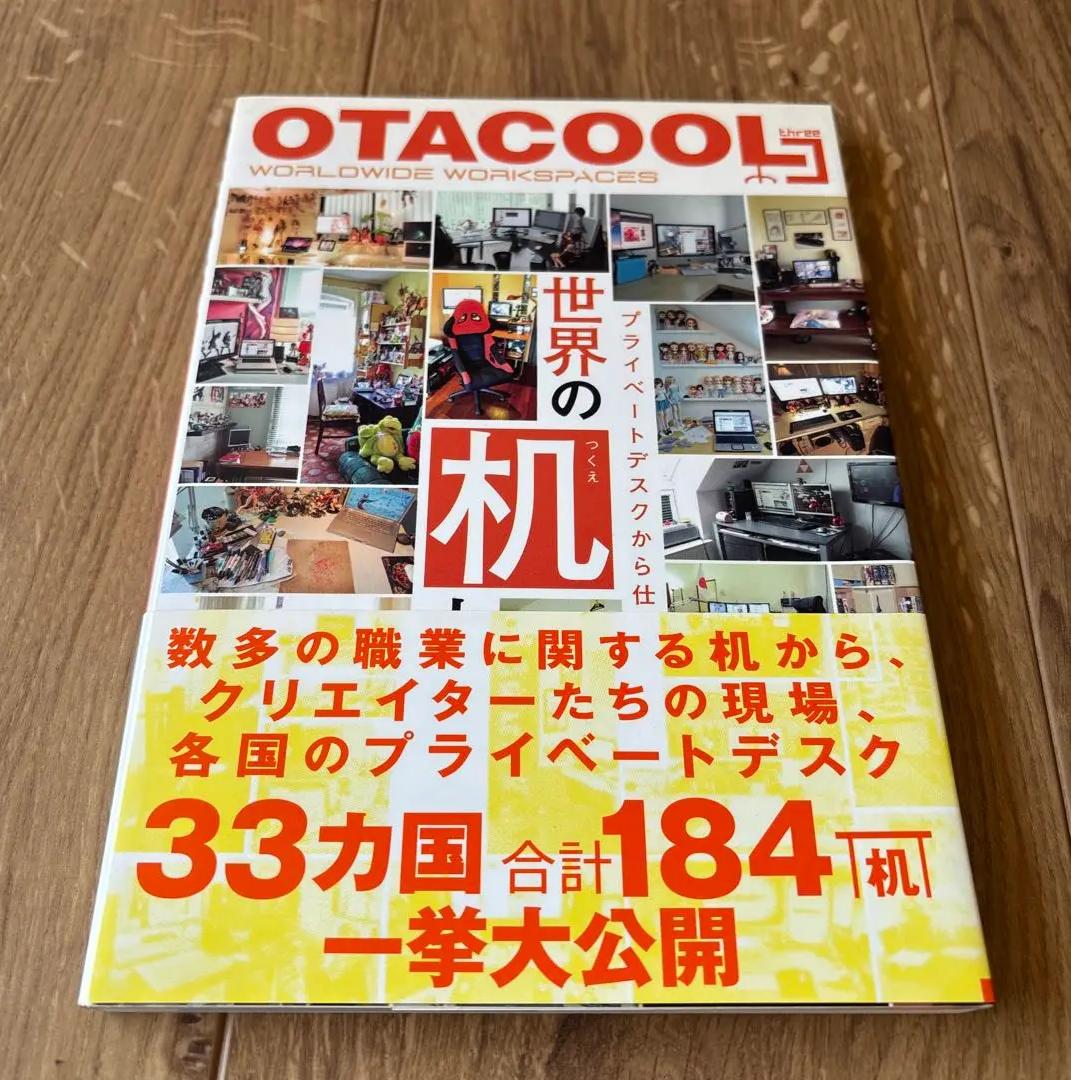 OTACOOL
three
WORLDWIDE WORKSPACES
世界の
机
つくえ
プライベートデスクから仕
数多の職業に関する机から、
クリエイターたちの現場、
各国のプライベートデスク
33カ国 合計184机
一挙大公開